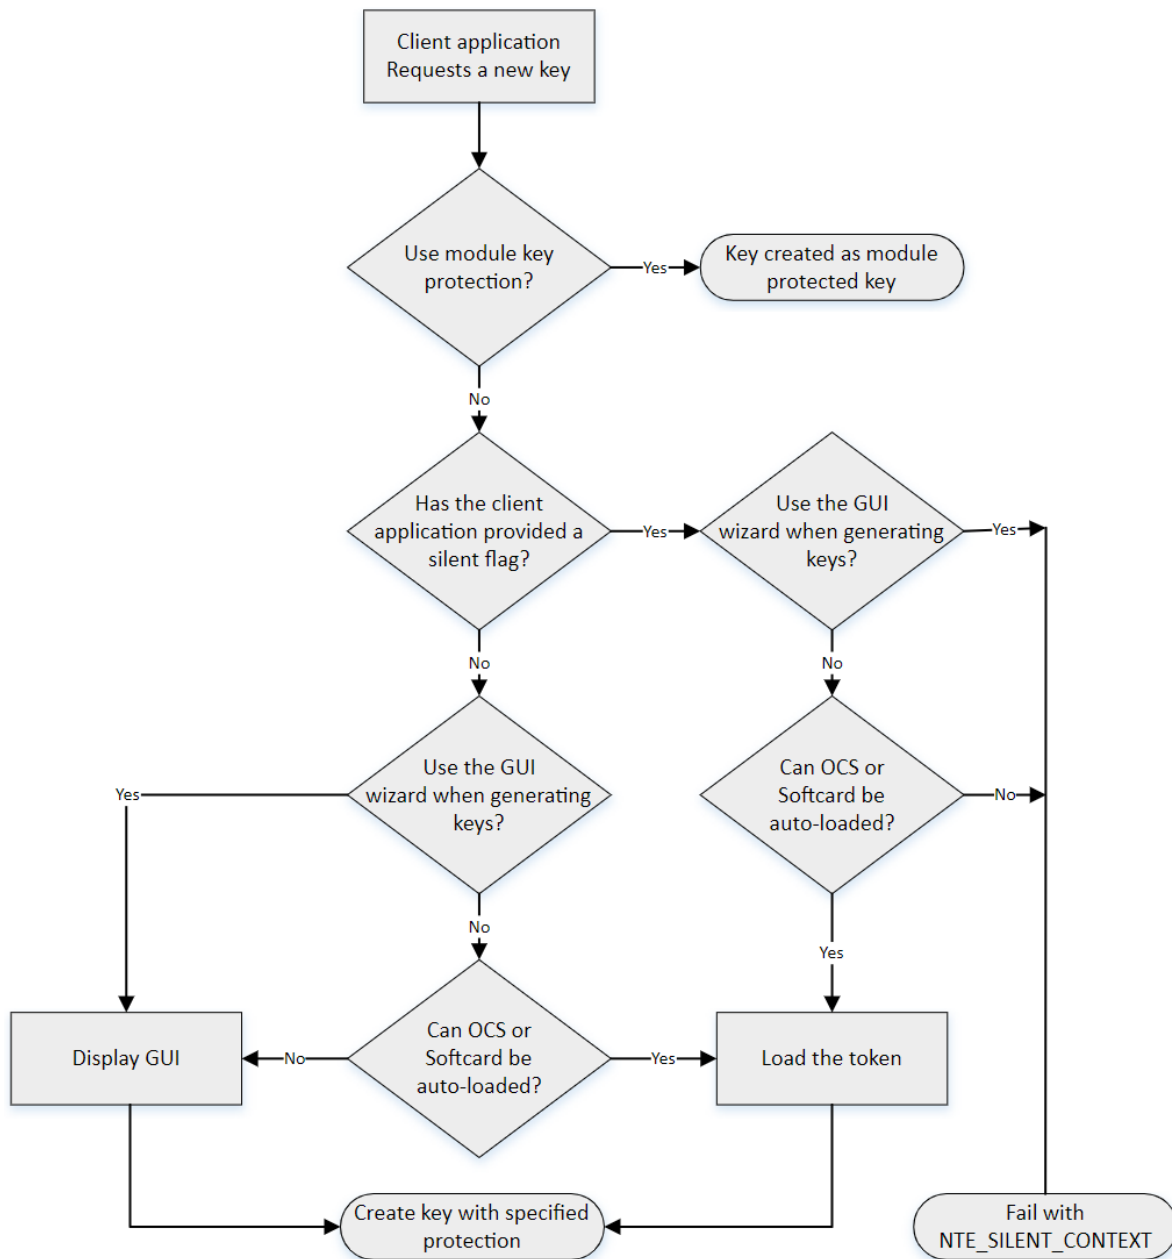 Client application
Requests a new key
Use module key
protection?
Yes
Key created as module
protected key
No
Has the client
application provided a
silent flag?
Yes
Use the GUI
wizard when generating
keys?
Yes
No
No
Use the GUI
wizard when generating
keys?
Yes
Can OCS or
Softcard be
auto-loaded?
No
No
Yes
Display GUI
No
Can OCS or
Softcard be
auto-loaded?
Yes
Load the token
Create key with specified
protection
Fail with
NTE_SILENT_CONTEXT